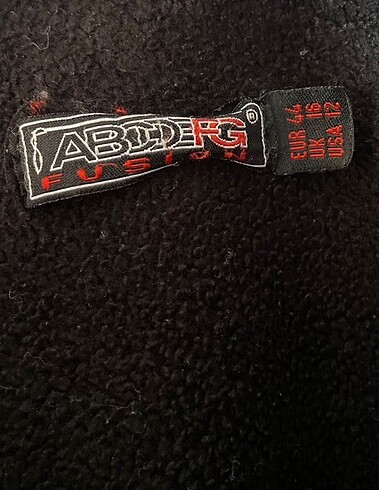 ABCDEFG®
FUSION
EUR 44
UK 16
USA 12